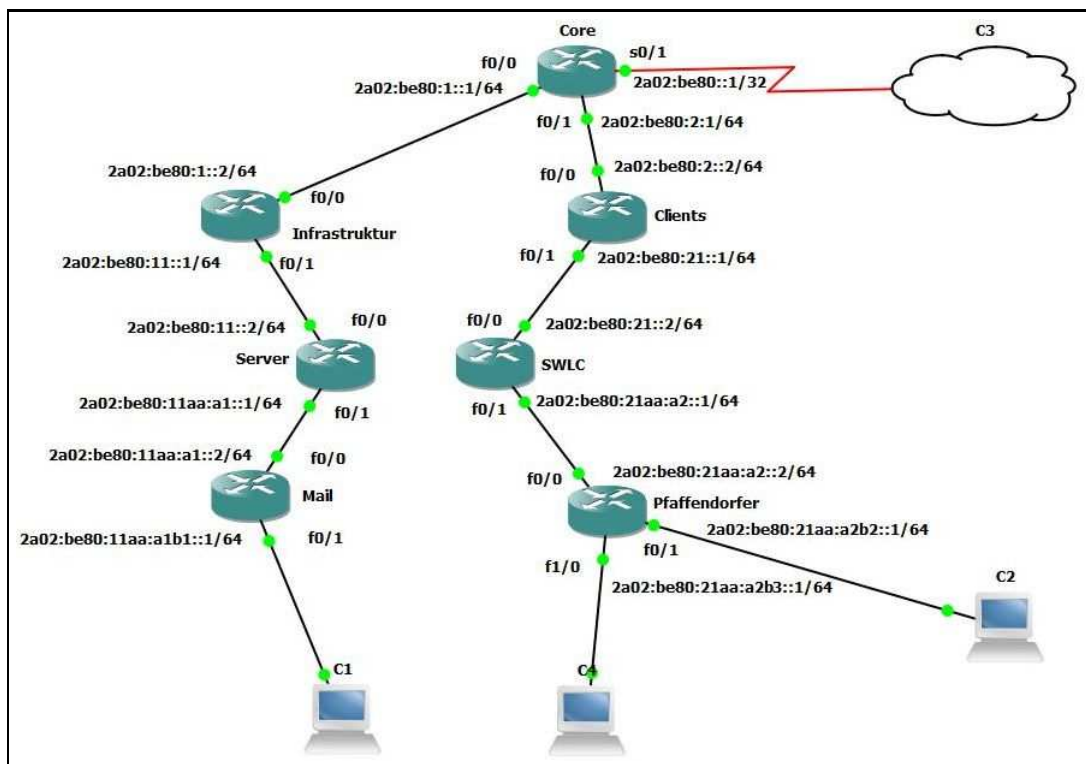 Core
C3
f0/0
s0/1
2a02:be80:1::1/64
2a02:be80::1/32
f0/1
2a02:be80:2:1/64
2a02:be80:1::2/64
2a02:be80:2::2/64
f0/0
f0/0
Infrastruktur
Clients
2a02:be80:11::1/64
f0/1
f0/1
2a02:be80:21::1/64
2a02:be80:11::2/64
f0/0
f0/0
2a02:be80:21::2/64
Server
SWLC
2a02:be80:11aa:a1::1/64
f0/1
f0/1
2a02:be80:21aa:a2::1/64
2a02:be80:11aa:a1::2/64
f0/0
f0/0
2a02:be80:21aa:a2::2/64
Mail
Pfaffendorfer
2a02:be80:11aa:a1b1::1/64
f0/1
f0/1
2a02:be80:21aa:a2b2::1/64
f1/0
2a02:be80:21aa:a2b3::1/64
C2
C1
C4